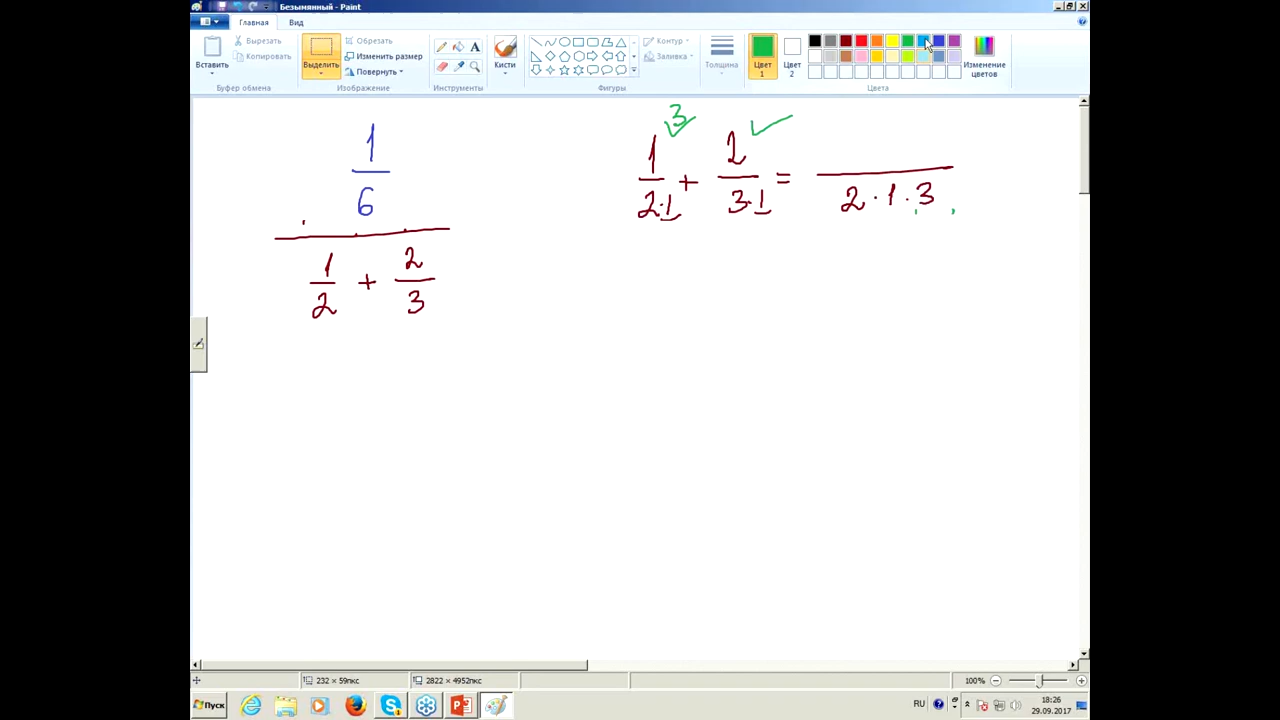 Безымянный - Paint
Главная Вид
Вставить
Вырезать
Копировать
Буфер обмена
Выделить
Обрезать
Изменить размер
Повернуть
Изображение
A
Инструменты
Кисти
Фигуры
Контур
Заливка
Толщина
Цвет 1
Цвет 2
Изменение цветов
Цвета
3
1/6
1/2·1 + 2/3·1 =
2·1·3
1/2 + 2/3
232 × 59пкс
2822 × 4952пкс
100%
Пуск
RU
18:26
29.09.2017